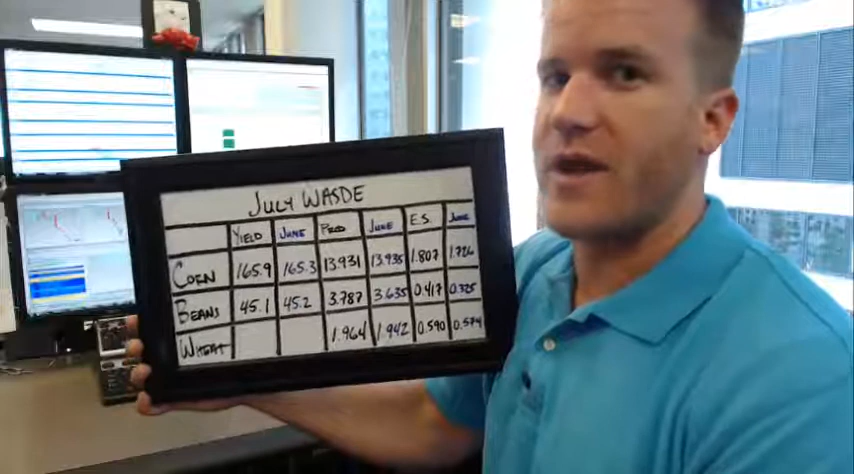 JULY WASDE
YIELD JUNE PROD JUNE E.S. JUNE
CORN 165.9 165.3 13.931 13.935 1.807 1.726
BEANS 45.1 45.2 3.787 3.635 0.417 0.325
WHEAT 1.964 1.942 0.590 0.574